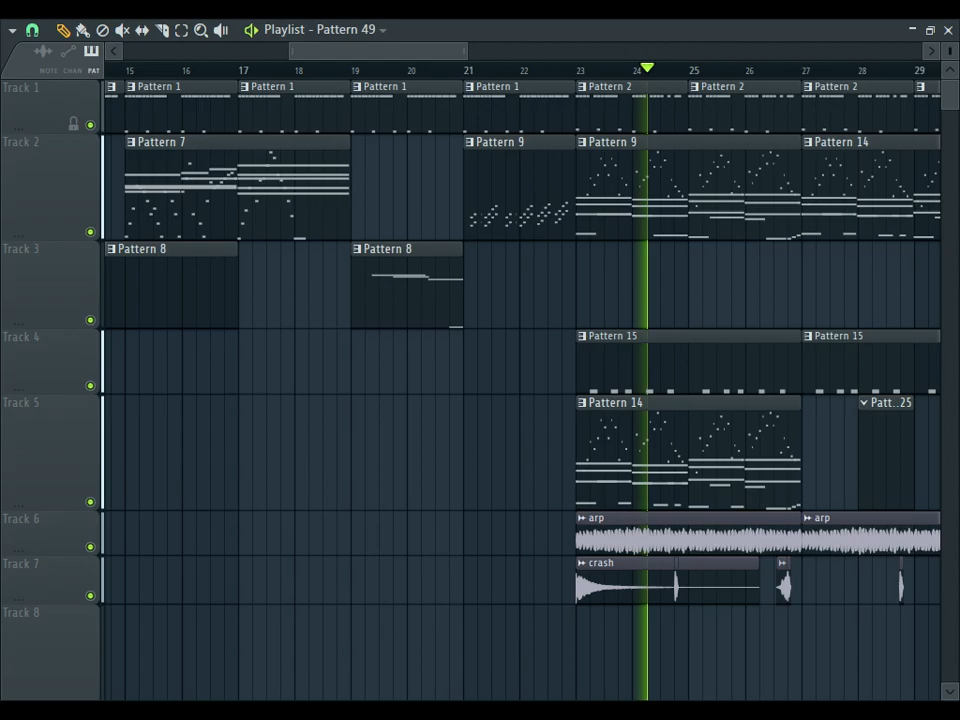 Playlist - Pattern 49
NOTE CHAN PAT
15 16 17 18 19 20 21 22 23 24 25 26 27 28 29
Track 1
Pattern 1 Pattern 1 Pattern 1 Pattern 1 Pattern 2 Pattern 2 Pattern 2
Track 2
Pattern 7 Pattern 9 Pattern 9 Pattern 14
Track 3
Pattern 8 Pattern 8
Track 4
Pattern 15 Pattern 15
Track 5
Pattern 14 Patt..25
Track 6
arp arp
Track 7
crash
Track 8